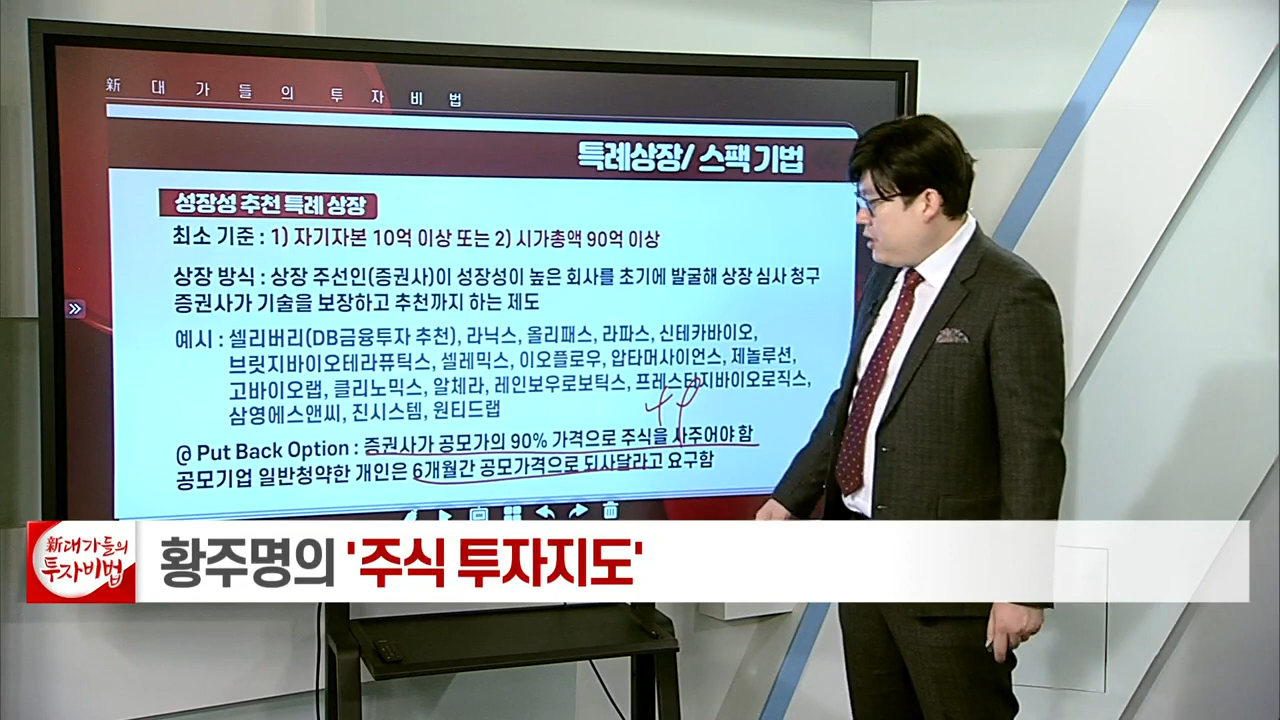 新 대 가 들 의 투 자 비 법
특례상장/ 스팩 기법
성장성 추천 특례 상장
최소 기준 : 1) 자기자본 10억 이상 또는 2) 시가총액 90억 이상
상장 방식 : 상장 주선인(증권사)이 성장성이 높은 회사를 초기에 발굴해 상장 심사 청구
증권사가 기술을 보장하고 추천까지 하는 제도
예시 : 셀리버리(DB금융투자 추천), 라닉스, 올리패스, 라파스, 신테카바이오,
브릿지바이오테라퓨틱스, 셀레믹스, 이오플로우, 압타머사이언스, 제놀루션,
고바이오랩, 클리노믹스, 알체라, 레인보우로보틱스, 프레스티지바이오로직스,
삼영에스앤씨, 진시스템, 원티드랩
@ Put Back Option : 증권사가 공모가의 90% 가격으로 주식을 사주어야 함
공모기업 일반청약한 개인은 6개월간 공모가격으로 되사달라고 요구함
新대가들의
투자비법
황주명의 '주식 투자지도'